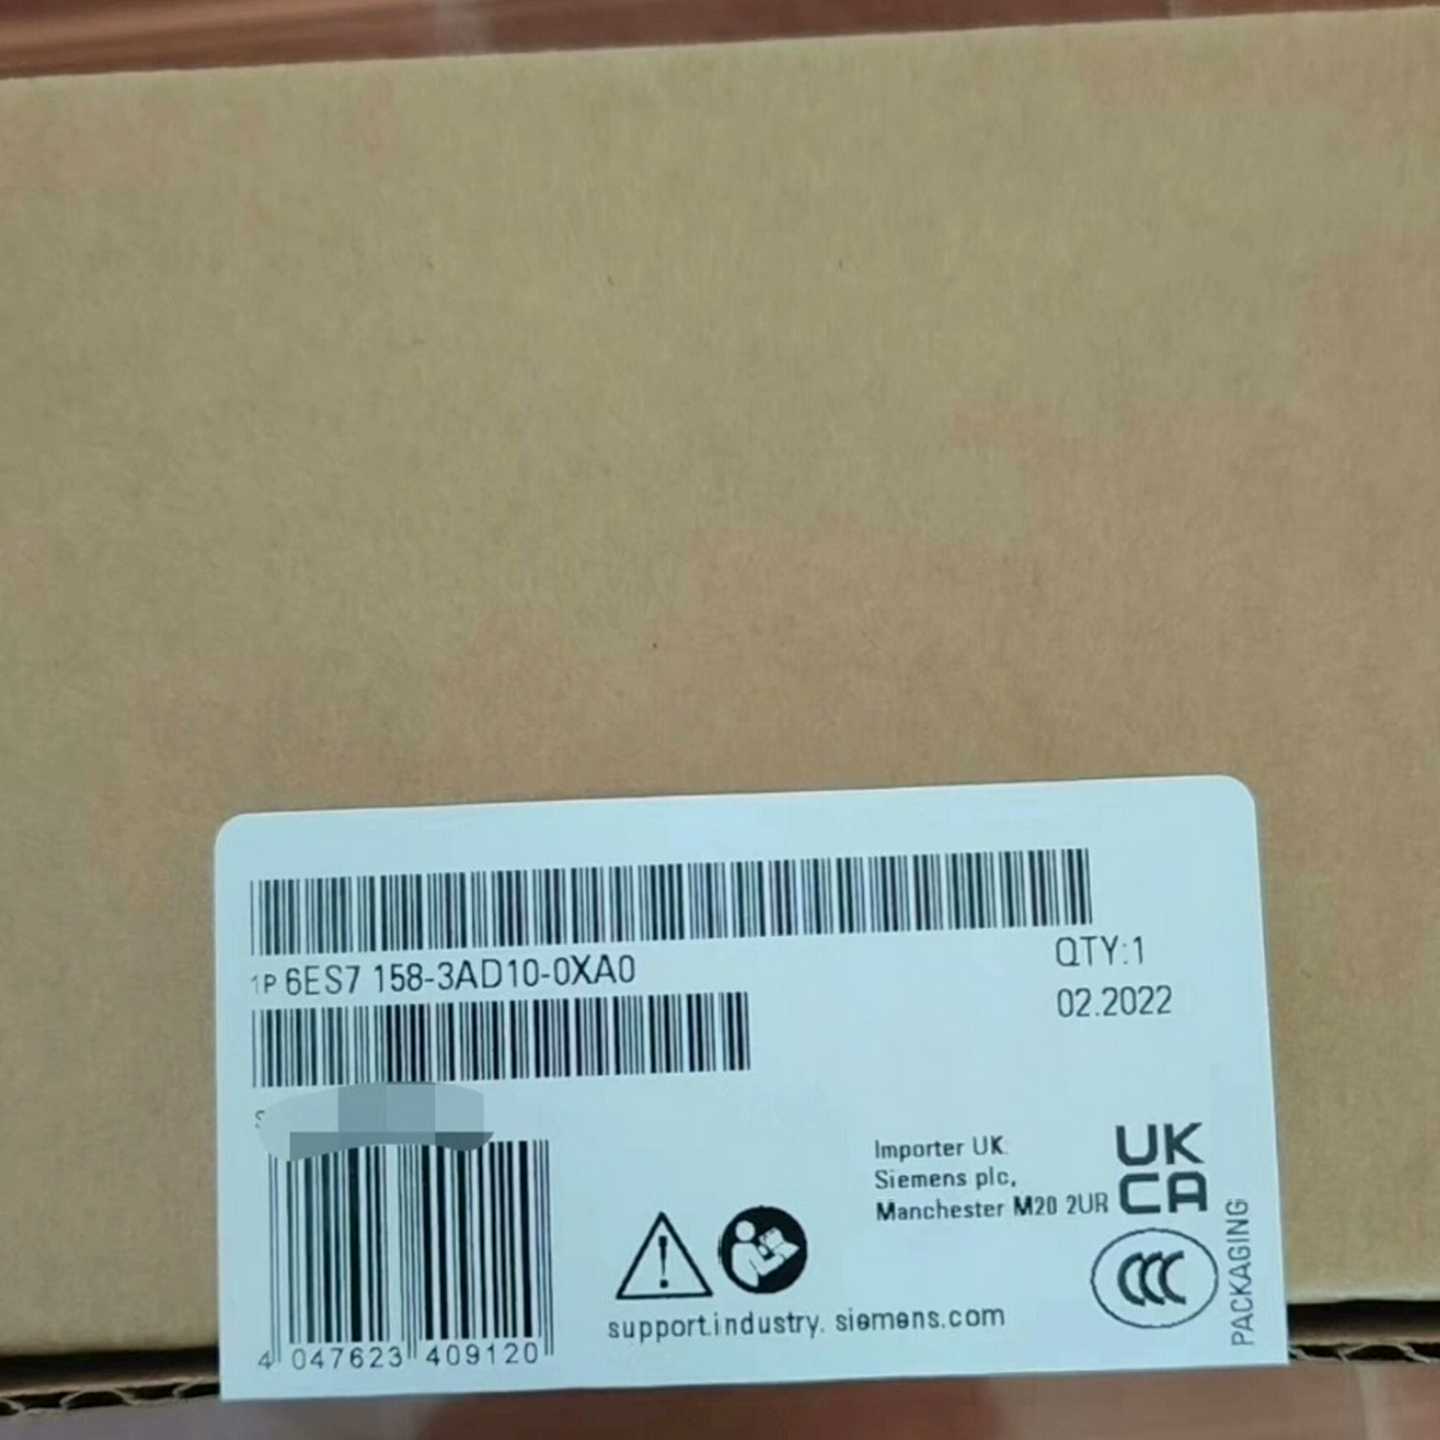 1P 6ES7 158-3AD10-0XA0
QTY:1
02.2022
S
Importer UK:
Siemens plc,
Manchester M20 2UR
UK
CA
CCC
PACKAGING
support.industry. siemens.com
4 047623 409120